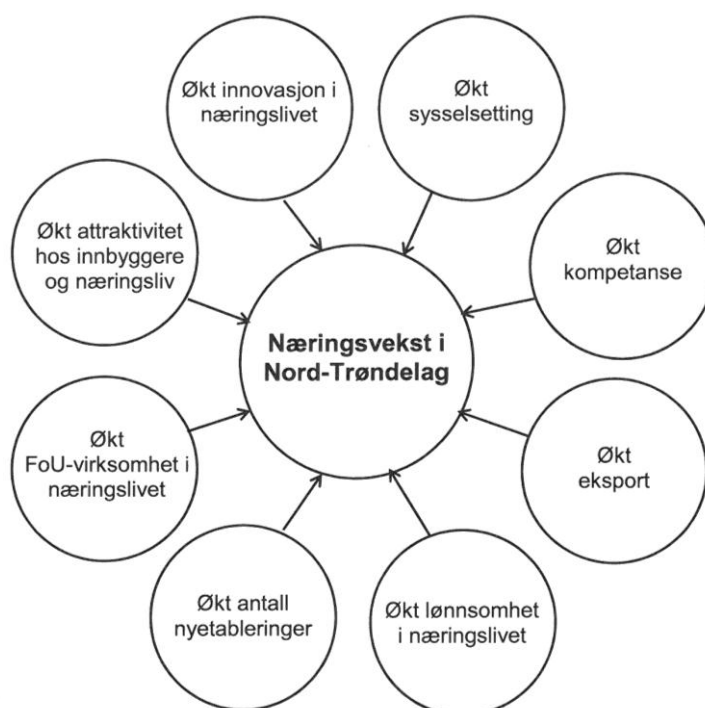 Økt innovasjon i
næringslivet
Økt
sysselsetting
Økt attraktivitet
hos innbyggere
og næringsliv
Økt
kompetanse
Næringsvekst i
Nord-Trøndelag
Økt
FoU-virksomhet i
næringslivet
Økt
eksport
Økt antall
nyetableringer
Økt lønnsomhet
i næringslivet